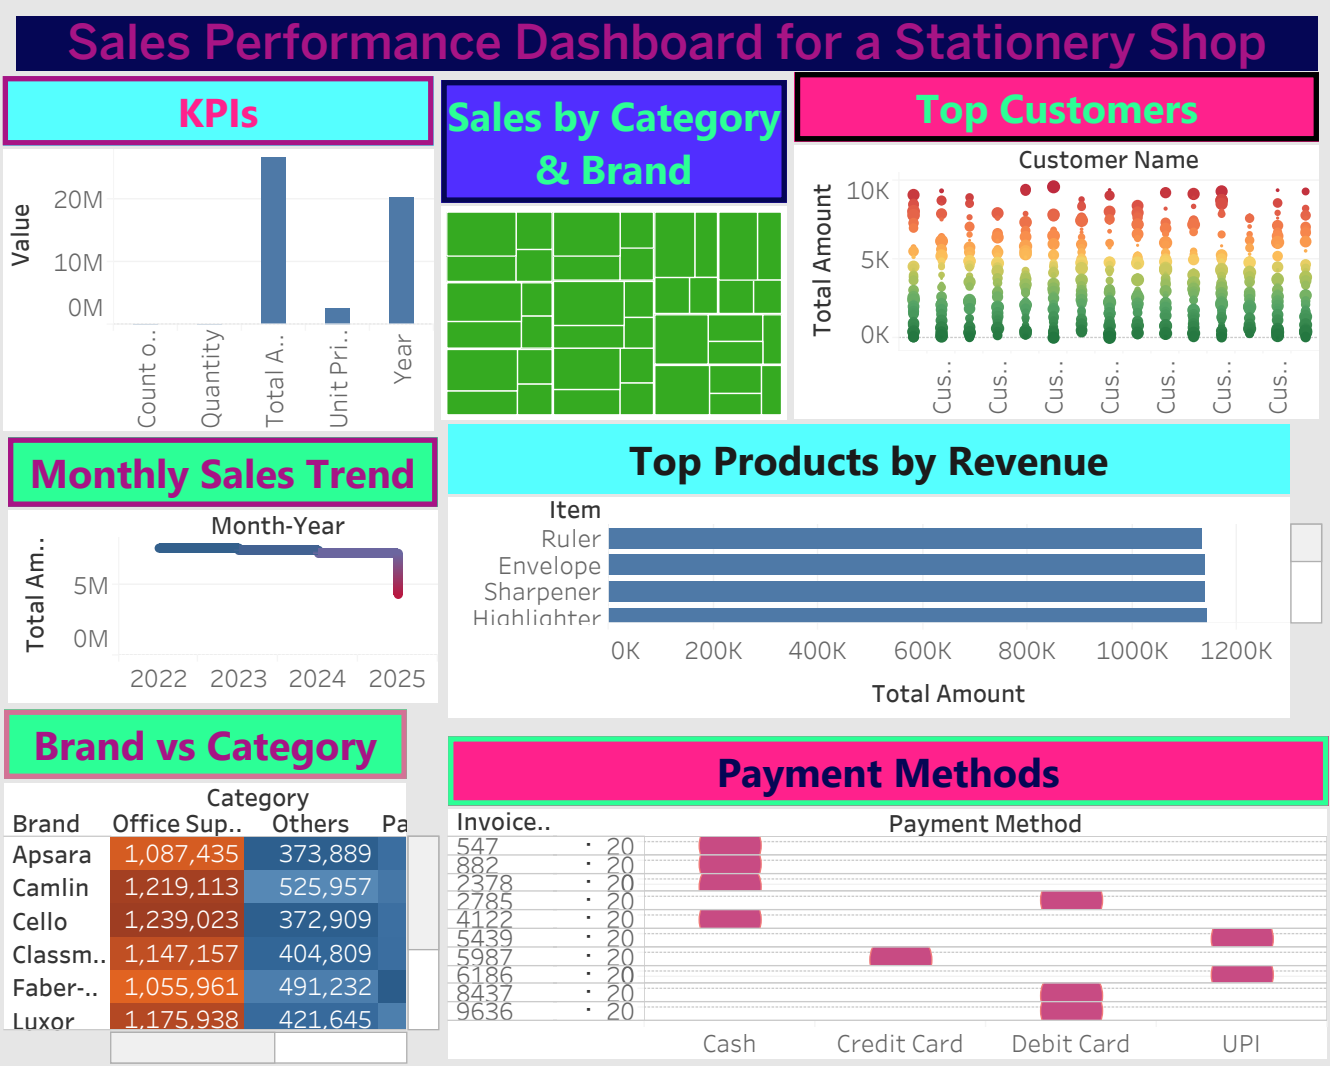 Sales Performance Dashboard for a Stationery Shop
KPIs
Value
20M
10M
0M
Count o..
Quantity
Total A..
Unit Pri..
Year
Sales by Category
& Brand
Top Customers
Customer Name
Total Amount
10K
5K
0K
Cus..
Cus..
Cus..
Cus..
Cus..
Cus..
Cus..
Monthly Sales Trend
Month-Year
Total Am..
5M
0M
2022 2023 2024 2025
Top Products by Revenue
Item
Ruler
Envelope
Sharpener
Highlighter
0K 200K 400K 600K 800K 1000K 1200K
Total Amount
Brand vs Category
Category
Brand Office Sup.. Others Pa
Apsara 1,087,435 373,889
Camlin 1,219,113 525,957
Cello 1,239,023 372,909
Classm.. 1,147,157 404,809
Faber-.. 1,055,961 491,232
Luxor 1,175,938 421,645
Payment Methods
Invoice.. Payment Method
547 : 20
882 : 20
2378 : 20
2785 : 20
4122 : 20
5439 : 20
5987 : 20
6186 : 20
8437 : 20
9636 : 20
Cash Credit Card Debit Card UPI